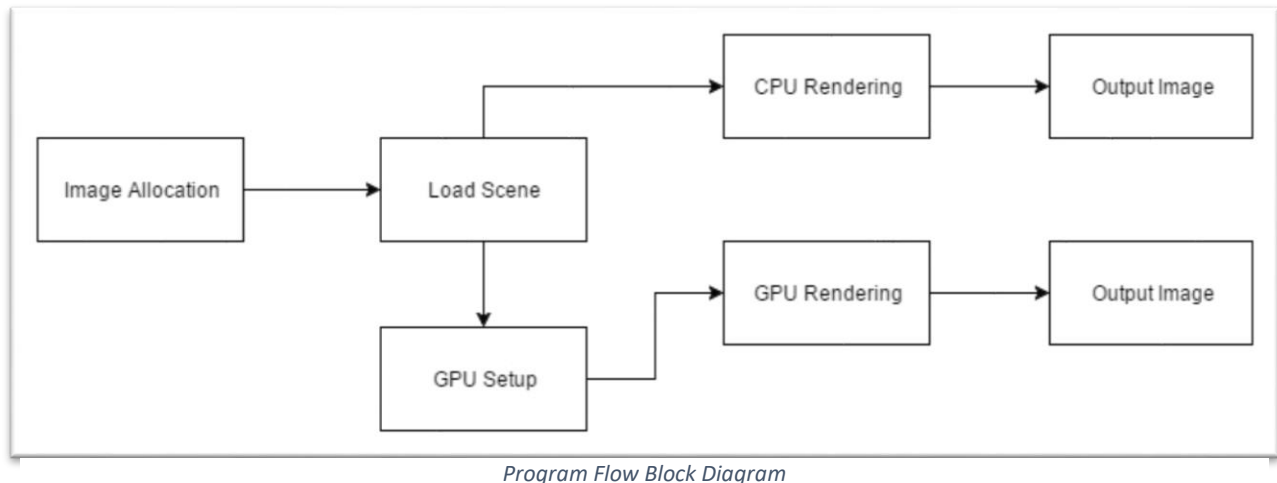 CPU Rendering
Output Image
Image Allocation
Load Scene
GPU Rendering
Output Image
GPU Setup
Program Flow Block Diagram